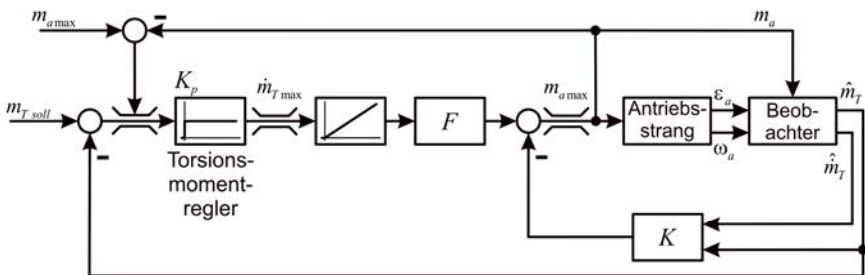 m_a max
-
m_a
K_p
ṁ_T max
m_a max
ε_a
m̂_T
m_T soll
F
Antriebs-
strang
Beob-
achter
-
Torsions-
moment-
regler
-
ω_a
m̂̇_T
K